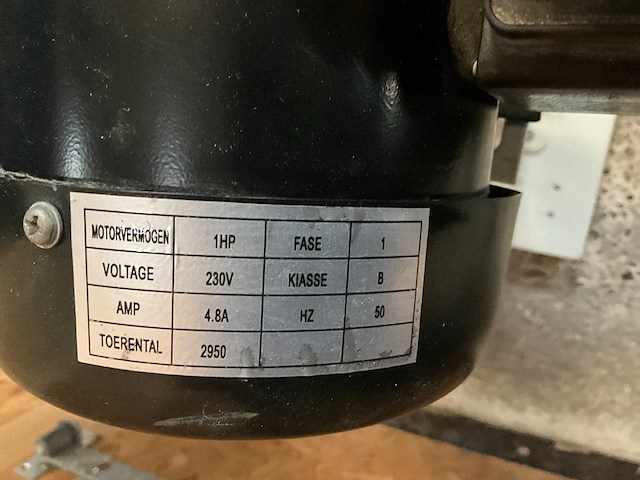 MOTORVERMOGEN 1HP FASE 1
VOLTAGE 230V KIASSE B
AMP 4.8A HZ 50
TOERENTAL 2950